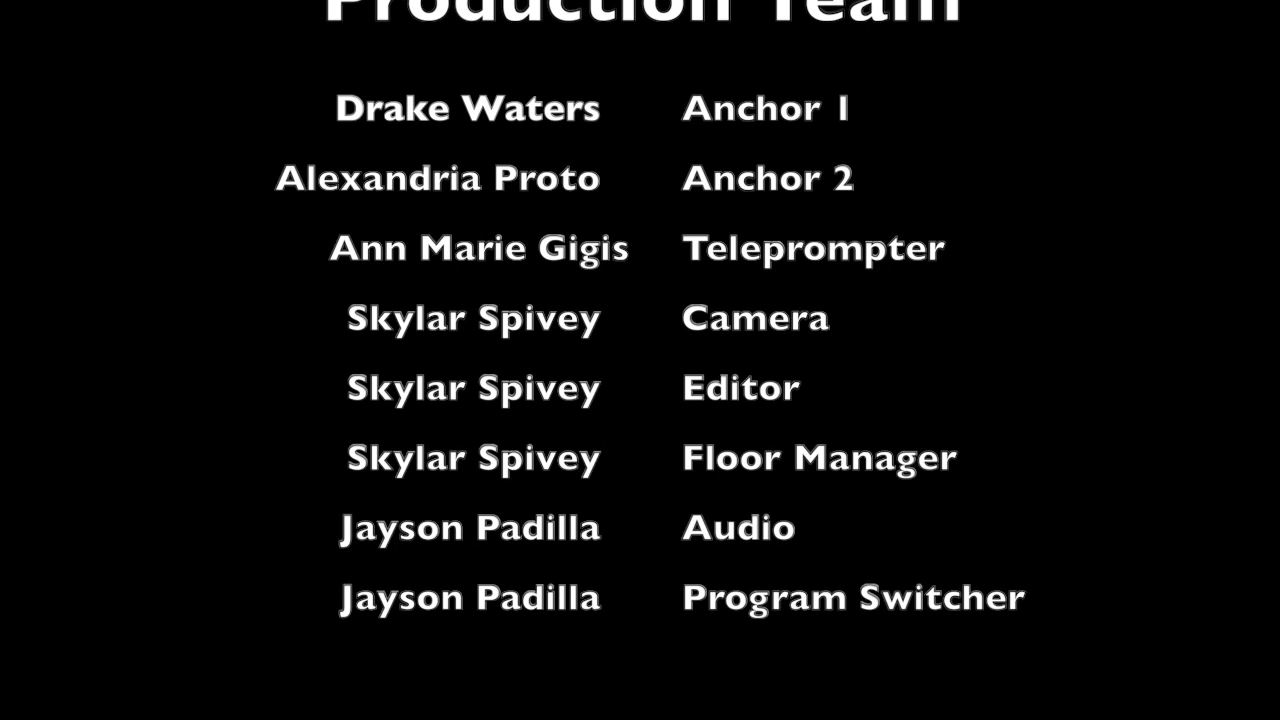 Production Team
Drake Waters Anchor 1
Alexandria Proto Anchor 2
Ann Marie Gigis Teleprompter
Skylar Spivey Camera
Skylar Spivey Editor
Skylar Spivey Floor Manager
Jayson Padilla Audio
Jayson Padilla Program Switcher